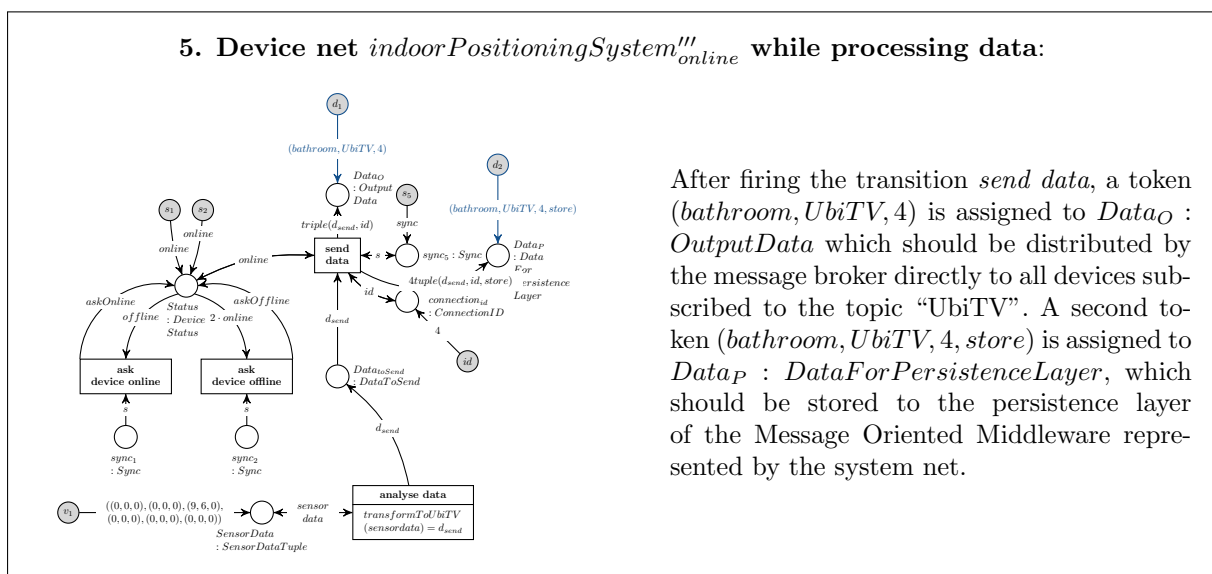 5. Device net indoorPositioningSystem′′′online while processing data:
d1
(bathroom, UbiTV, 4)
d2
DataO
: Output
Data
s1
s2
s5
(bathroom, UbiTV, 4, store)
online
online
triple(dsend, id)
sync
send
data
online
s
sync5 : Sync
DataP
: Data
For
Persistence
Layer
4tuple(dsend, id, store)
id
connectionid
: ConnectionID
askOnline
askOffline
Status
: Device
Status
offline
2 · online
dsend
4
ask
device online
ask
device offline
id
DatatoSend
: DataToSend
s
s
sync1
: Sync
sync2
: Sync
dsend
analyse data
transformToUbiTV
(sensordata) = dsend
v1
((0, 0, 0), (0, 0, 0), (9, 6, 0),
(0, 0, 0), (0, 0, 0), (0, 0, 0))
sensor
data
SensorData
: SensorDataTuple
After firing the transition send data, a token
(bathroom, UbiTV, 4) is assigned to DataO :
OutputData which should be distributed by
the message broker directly to all devices sub-
scribed to the topic “UbiTV”. A second to-
ken (bathroom, UbiTV, 4, store) is assigned to
DataP : DataForPersistenceLayer, which
should be stored to the persistence layer
of the Message Oriented Middleware repre-
sented by the system net.